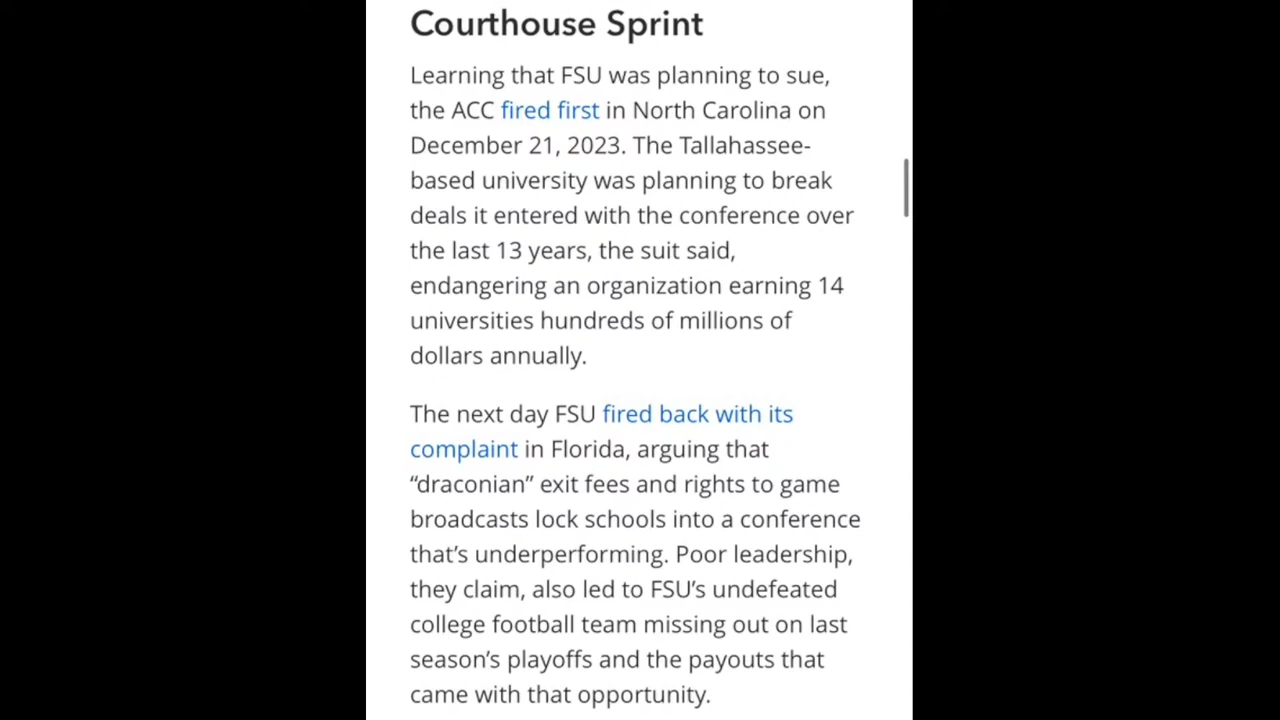 Courthouse Sprint
Learning that FSU was planning to sue,
the ACC fired first in North Carolina on
December 21, 2023. The Tallahassee-
based university was planning to break
deals it entered with the conference over
the last 13 years, the suit said,
endangering an organization earning 14
universities hundreds of millions of
dollars annually.
The next day FSU fired back with its
complaint in Florida, arguing that
“draconian” exit fees and rights to game
broadcasts lock schools into a conference
that’s underperforming. Poor leadership,
they claim, also led to FSU’s undefeated
college football team missing out on last
season’s playoffs and the payouts that
came with that opportunity.